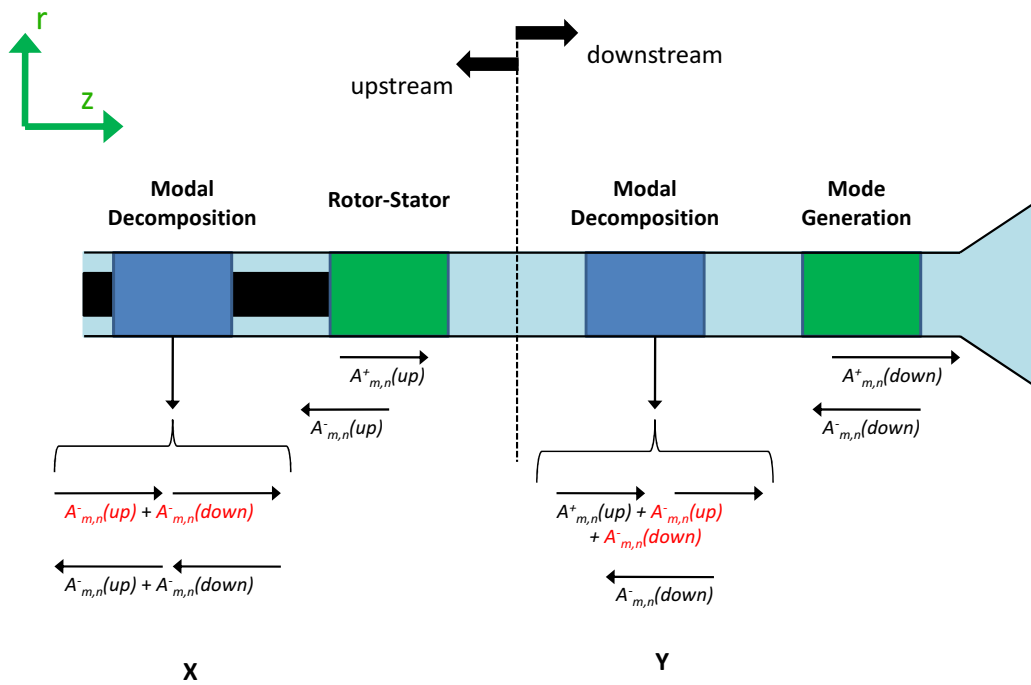 r
z
upstream
downstream
Modal
Decomposition
Rotor-Stator
Modal
Decomposition
Mode
Generation
A⁺m,n(up)
A⁻m,n(up)
A⁺m,n(down)
A⁻m,n(down)
A⁻m,n(up) + A⁻m,n(down)
A⁻m,n(up) + A⁻m,n(down)
A⁺m,n(up) + A⁻m,n(up)
+ A⁻m,n(down)
A⁻m,n(down)
X
Y